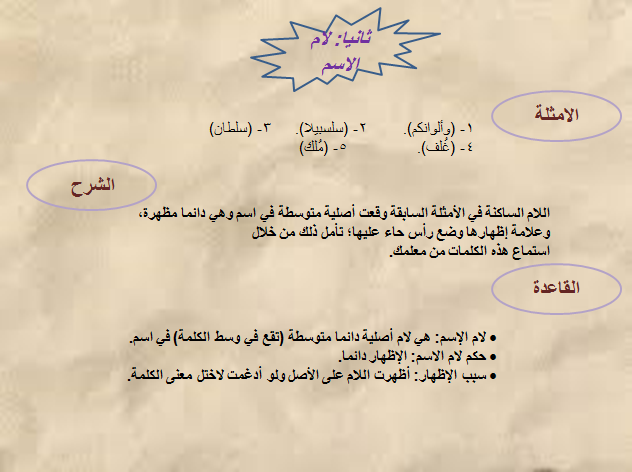 ثانيا: لام
الاسم
الامثلة
١- (وألوانكم). ٢- (سلسبيلا). ٣- (سلطان)
٤- (غُلف). ٥- (مُلك)
الشرح
اللام الساكنة في الأمثلة السابقة وقعت أصلية متوسطة في اسم وهي دائما مظهرة،
وعلامة إظهارها وضع رأس حاء عليها؛ تأمل ذلك من خلال
استماع هذه الكلمات من معلمك.
القاعدة
• لام الإسم: هي لام أصلية دائما متوسطة (تقع في وسط الكلمة) في اسم.
• حكم لام الاسم: الإظهار دائما.
• سبب الإظهار: أظهرت اللام على الأصل ولو أدغمت لاختل معنى الكلمة.